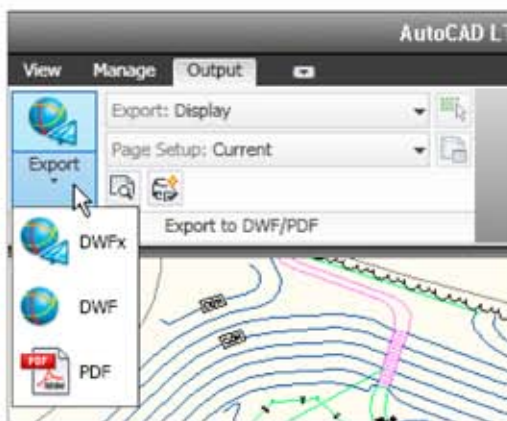 AutoCAD LT
View Manage Output
Export: Display
Page Setup: Current
Export
Export to DWF/PDF
DWFx
DWF
PDF
PDF